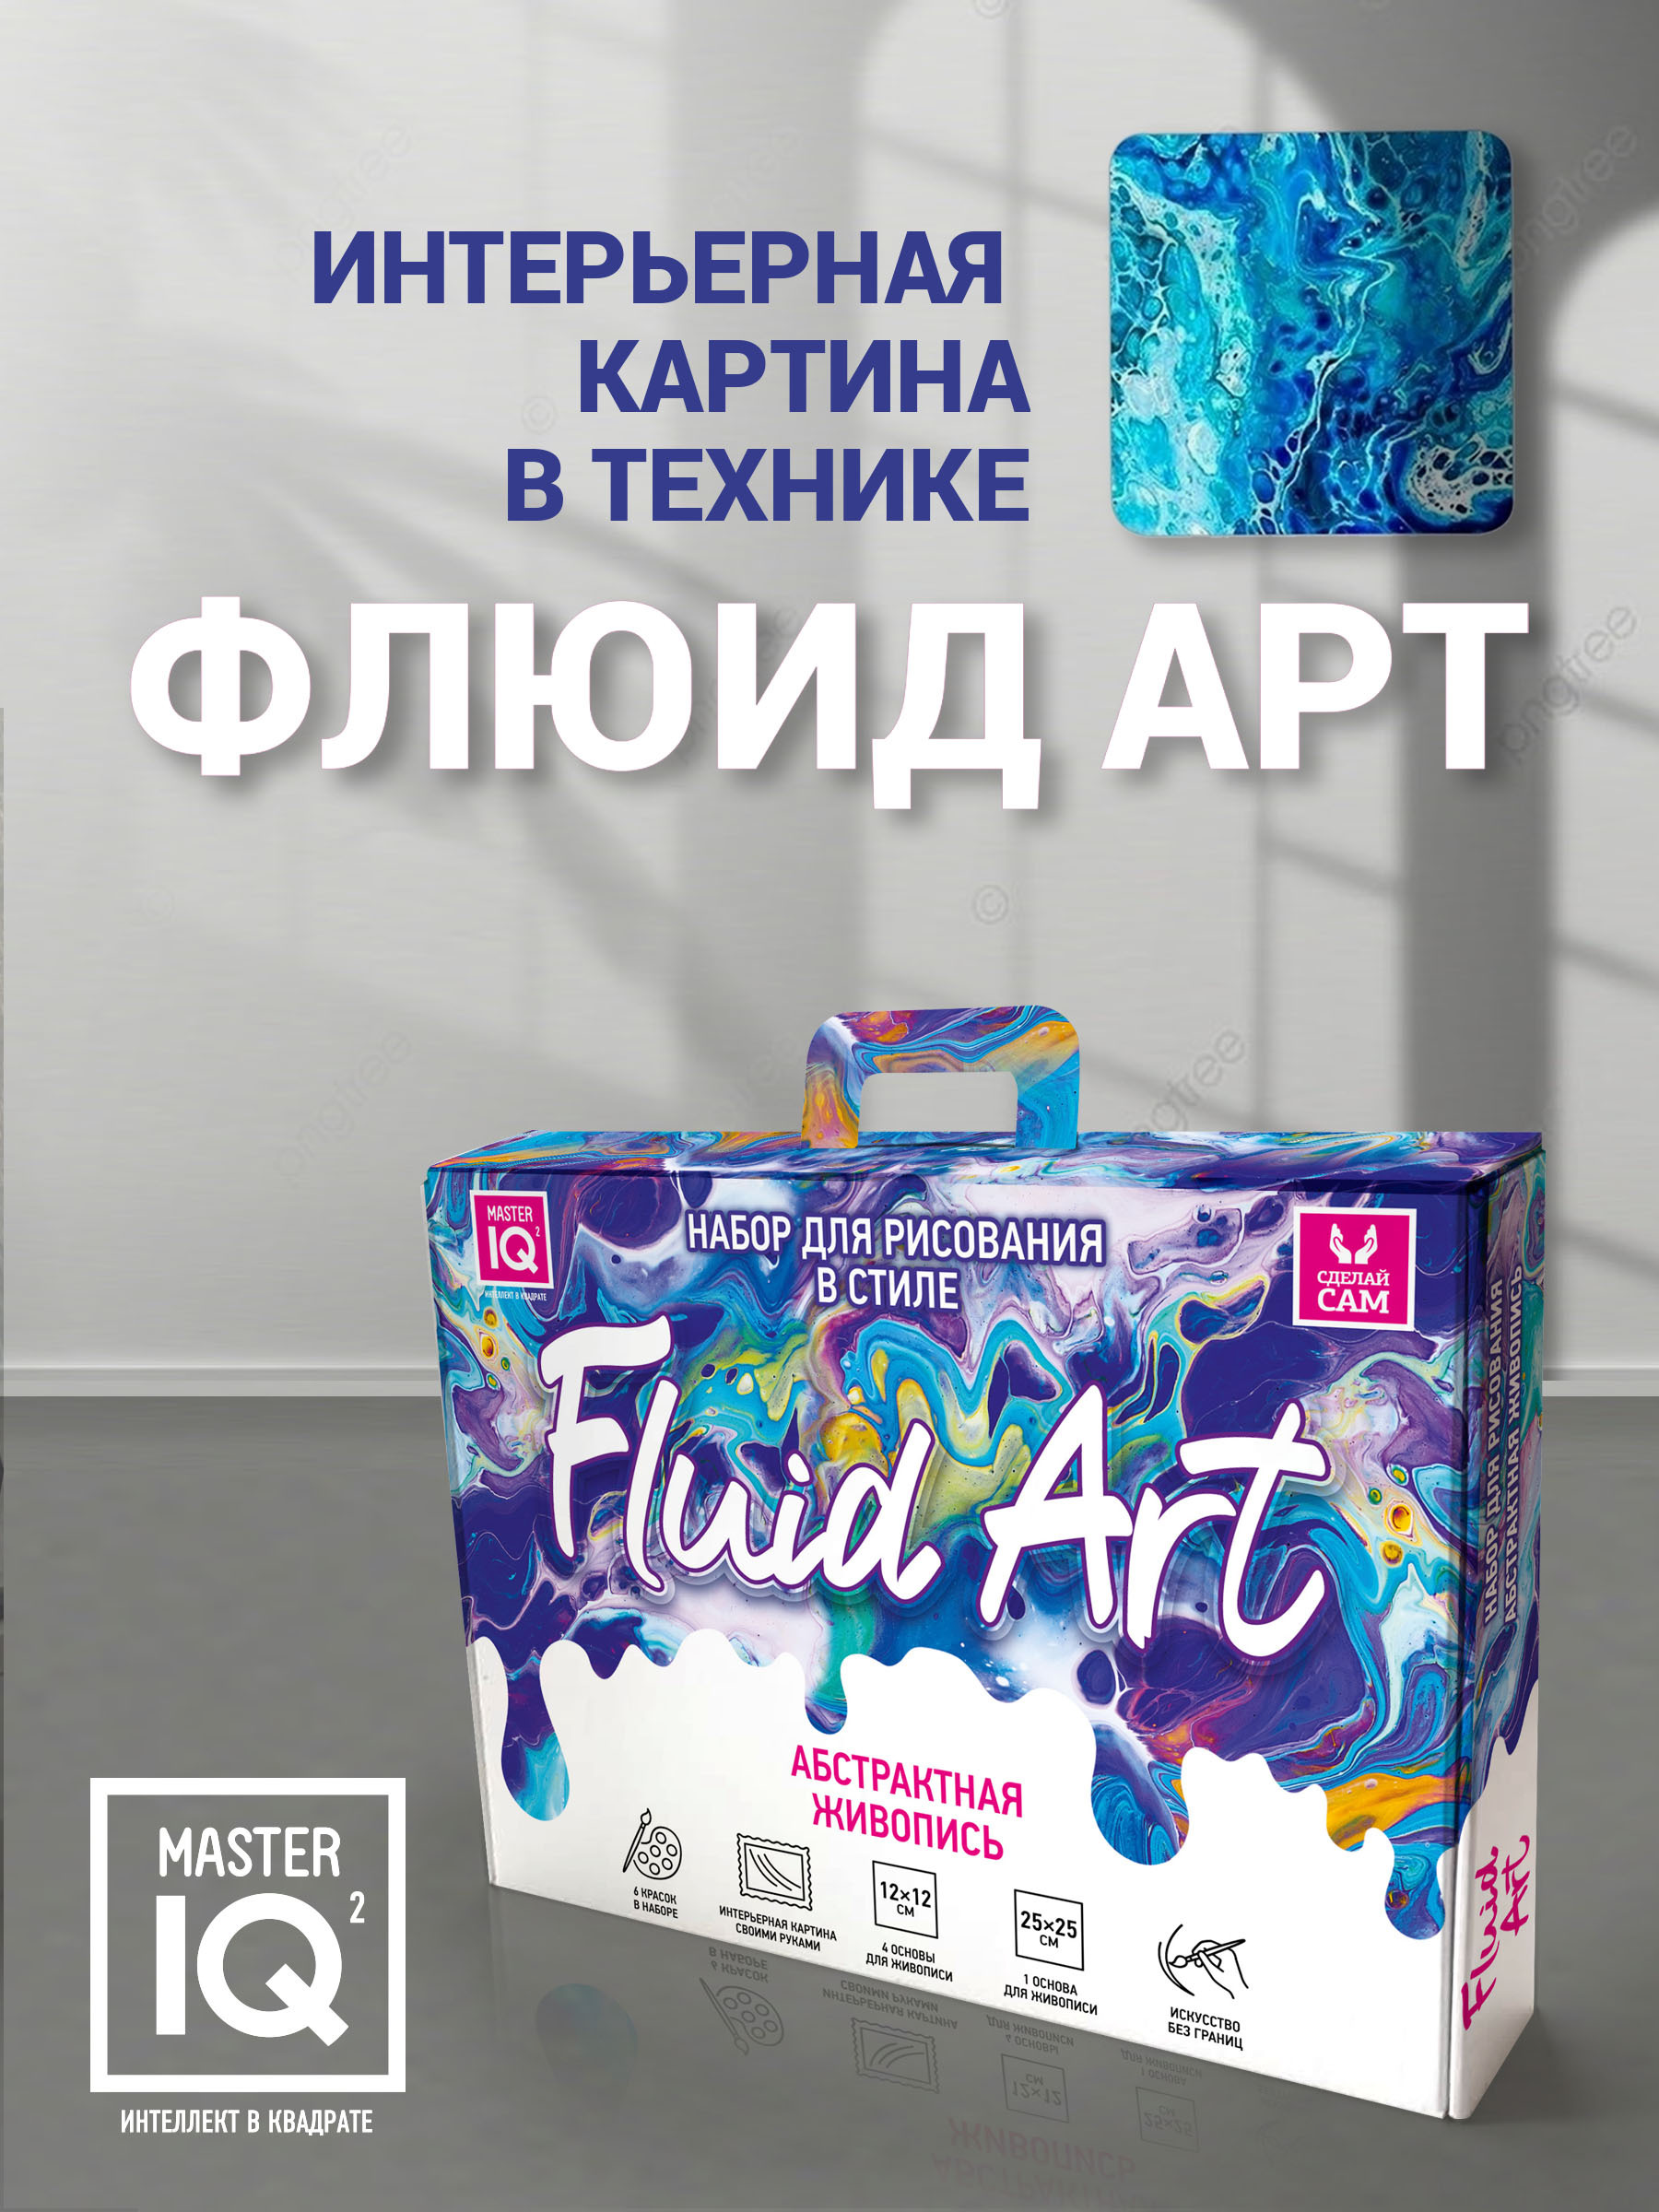 ИНТЕРЬЕРНАЯ
КАРТИНА
В ТЕХНИКЕ
ФЛЮИД АРТ
MASTER
IQ²
ИНТЕЛЛЕКТ В КВАДРАТЕ
НАБОР ДЛЯ РИСОВАНИЯ
В СТИЛЕ
СДЕЛАЙ
САМ
Fluid Art
АБСТРАКТНАЯ
ЖИВОПИСЬ
6 КРАСОК
В НАБОРЕ
ИНТЕРЬЕРНАЯ КАРТИНА
СВОИМИ РУКАМИ
12×12
СМ
4 ОСНОВЫ
ДЛЯ ЖИВОПИСИ
25×25
СМ
1 ОСНОВА
ДЛЯ ЖИВОПИСИ
ИСКУССТВО
БЕЗ ГРАНИЦ
НАБОР ДЛЯ РИСОВАНИЯ
АБСТРАКТНАЯ ЖИВОПИСЬ
Fluid
Art
MASTER
IQ²
ИНТЕЛЛЕКТ В КВАДРАТЕ
pngtree